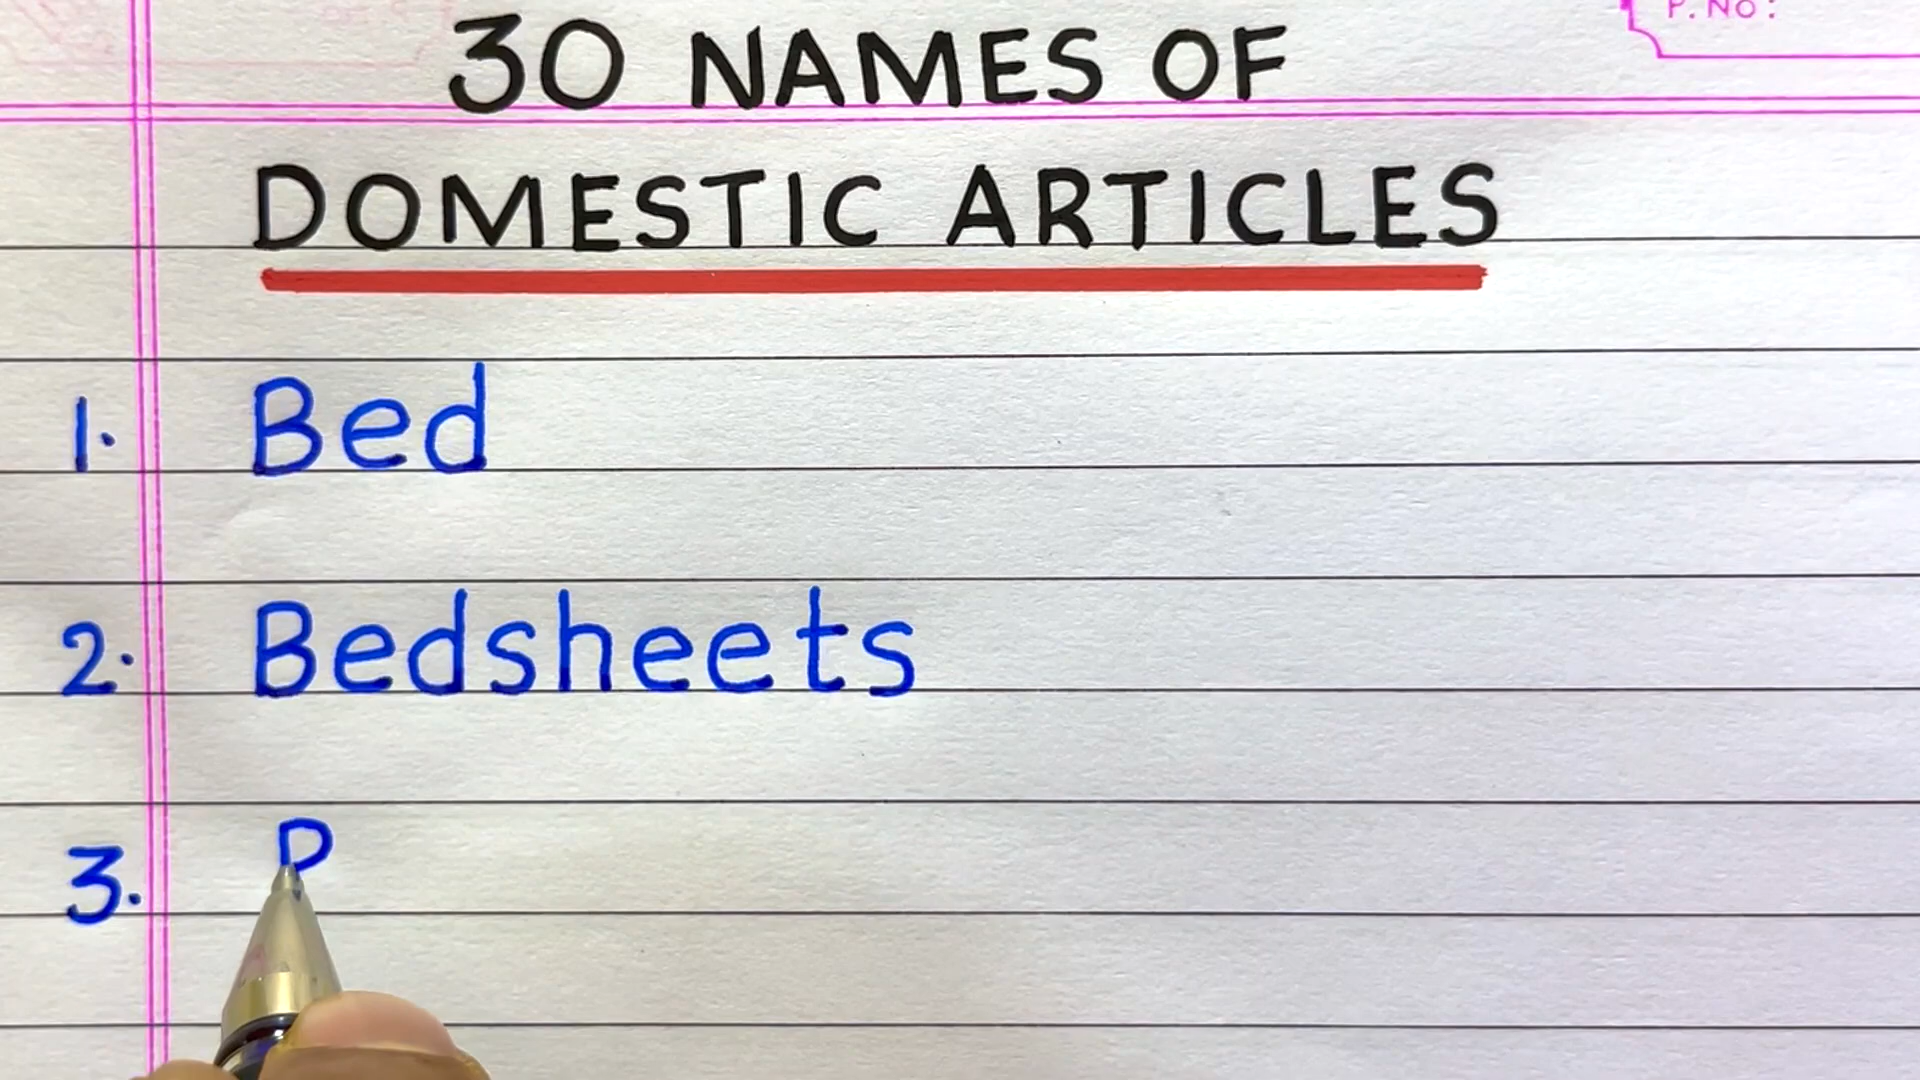 P. No :
30 NAMES OF
DOMESTIC ARTICLES
1. Bed
2. Bedsheets
3. P